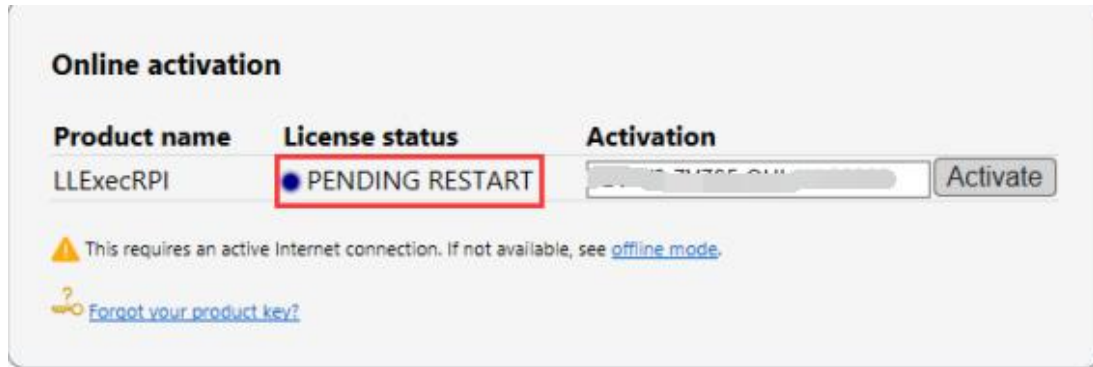 Online activation
Product name License status Activation
LLExecRPI PENDING RESTART Activate
This requires an active Internet connection. If not available, see offline mode.
Forgot your product key?